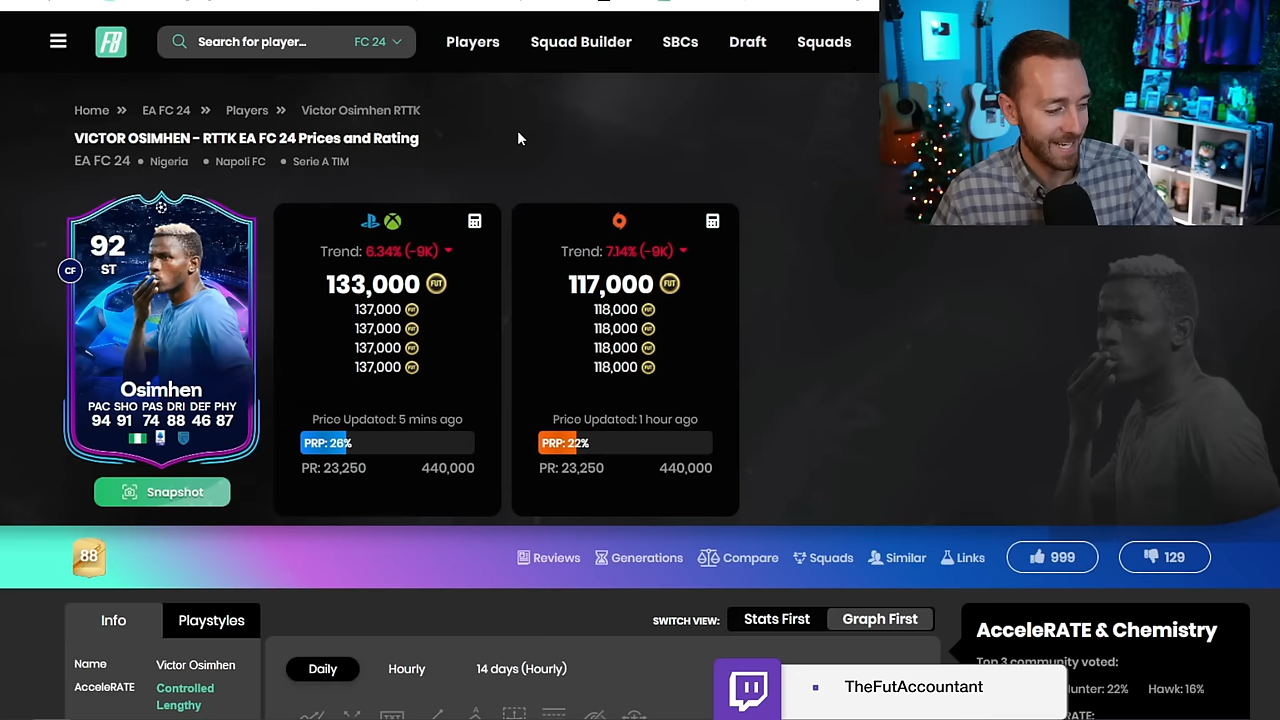 FB
Search for player...
FC 24
Players
Squad Builder
SBCs
Draft
Squads
Home » EA FC 24 » Players » Victor Osimhen RTTK
VICTOR OSIMHEN - RTTK EA FC 24 Prices and Rating
EA FC 24 • Nigeria • Napoli FC • Serie A TIM
92
ST
CF
Osimhen
PAC SHO PAS DRI DEF PHY
94 91 74 88 46 87
Snapshot
Trend: 6.34% (-9K)
133,000 FUT
137,000
137,000
137,000
137,000
Price Updated: 5 mins ago
PRP: 26%
PR: 23,250 440,000
Trend: 7.14% (-9K)
117,000 FUT
118,000
118,000
118,000
118,000
Price Updated: 1 hour ago
PRP: 22%
PR: 23,250 440,000
88
Reviews
Generations
Compare
Squads
Similar
Links
999
129
Info
Playstyles
Name Victor Osimhen
AcceleRATE Controlled
Lengthy
SWITCH VIEW:
Stats First
Graph First
Daily
Hourly
14 days (Hourly)
TXT
AcceleRATE & Chemistry
Top 3 community voted:
Hunter: 22% Hawk: 16%
RATE:
TheFutAccountant